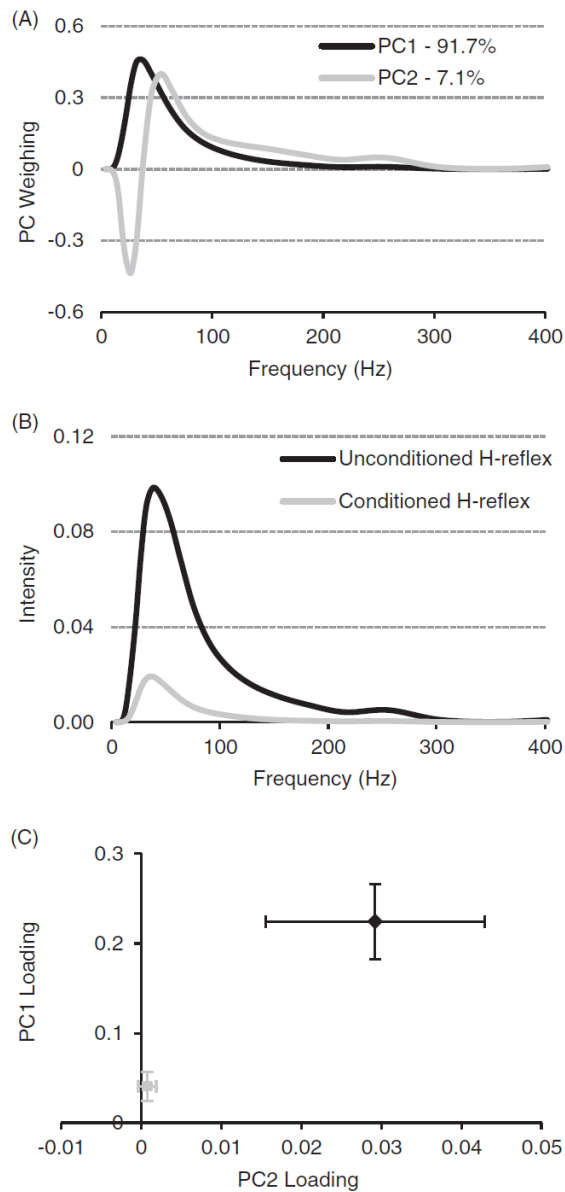 (A)
0.6
PC1 - 91.7%
PC2 - 7.1%
0.3
0
-0.3
-0.6
PC Weighing
0 100 200 300 400
Frequency (Hz)
(B)
0.12
Unconditioned H-reflex
Conditioned H-reflex
0.08
0.04
0.00
Intensity
0 100 200 300 400
Frequency (Hz)
(C)
0.3
0.2
0.1
0
PC1 Loading
-0.01 0 0.01 0.02 0.03 0.04 0.05
PC2 Loading